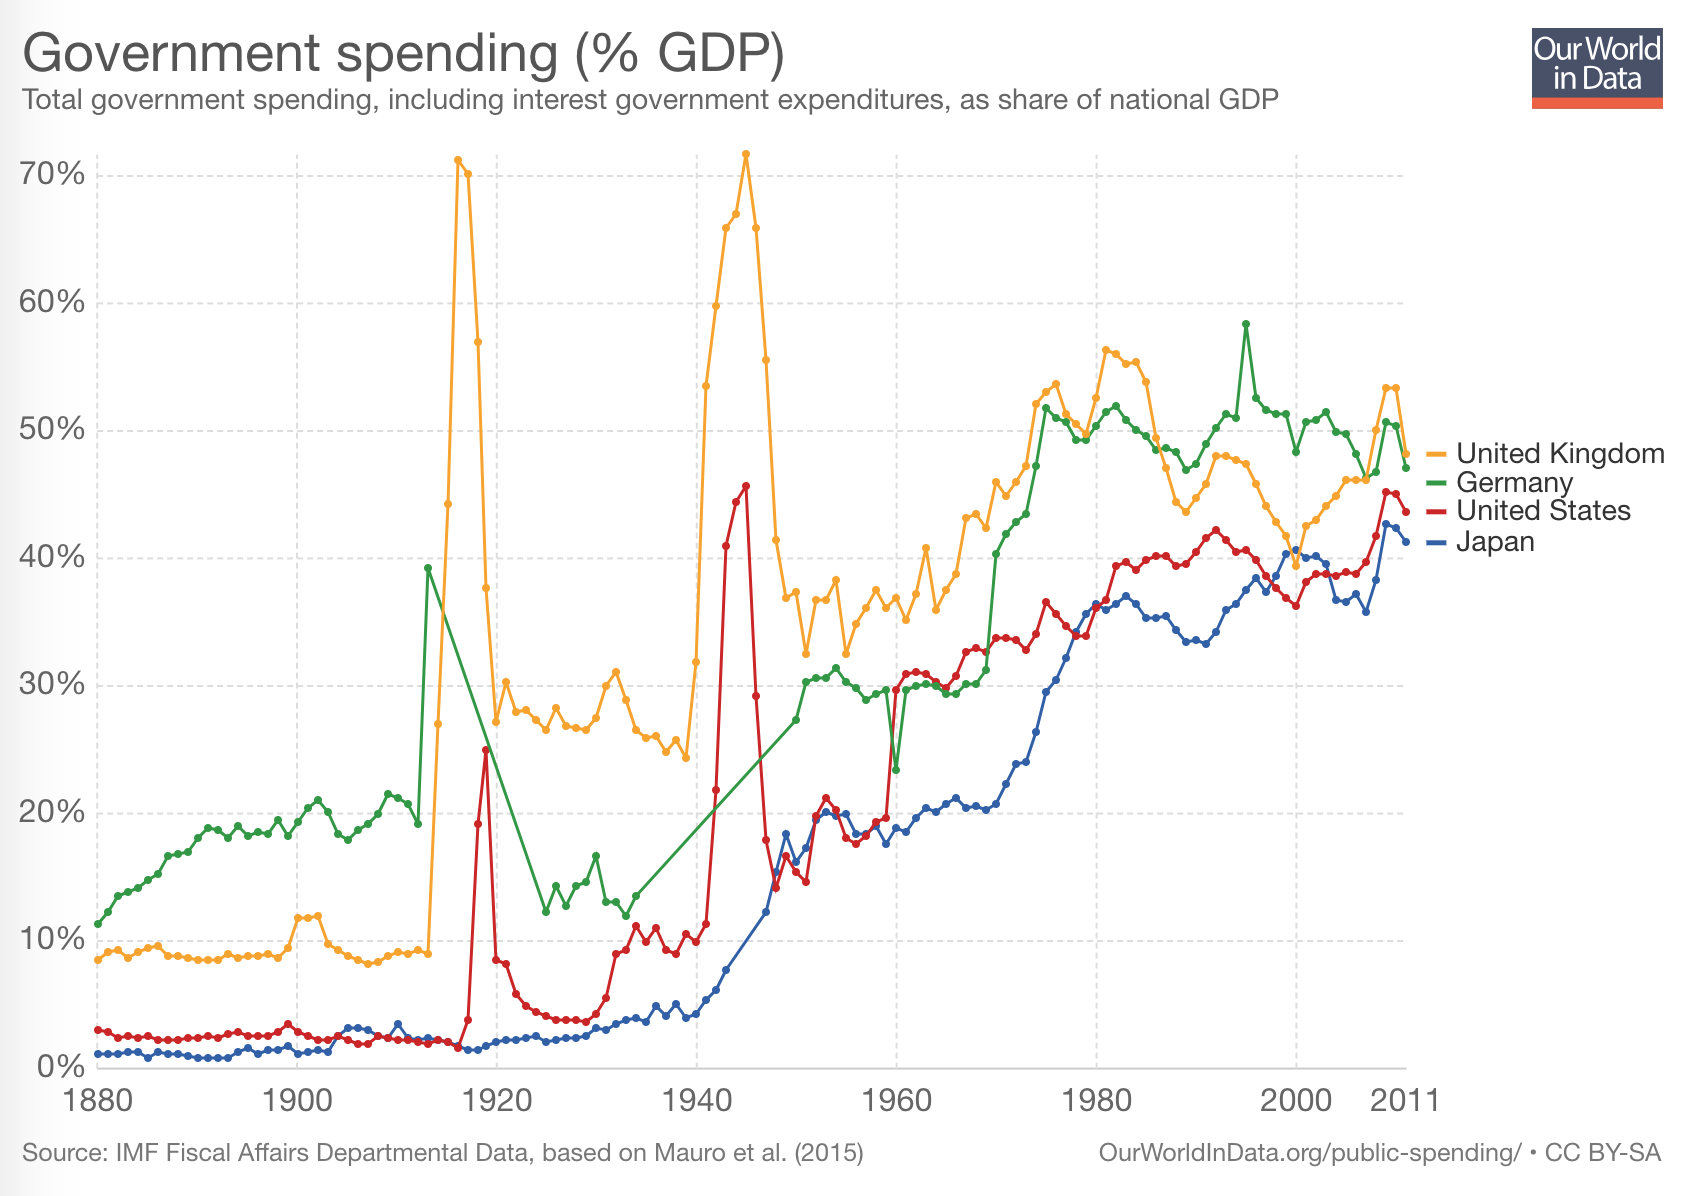 Government spending (% GDP)
Total government spending, including interest government expenditures, as share of national GDP
Our World
in Data
70%
60%
50%
40%
30%
20%
10%
0%
1880 1900 1920 1940 1960 1980 2000 2011
United Kingdom
Germany
United States
Japan
Source: IMF Fiscal Affairs Departmental Data, based on Mauro et al. (2015)
OurWorldInData.org/public-spending/ • CC BY-SA